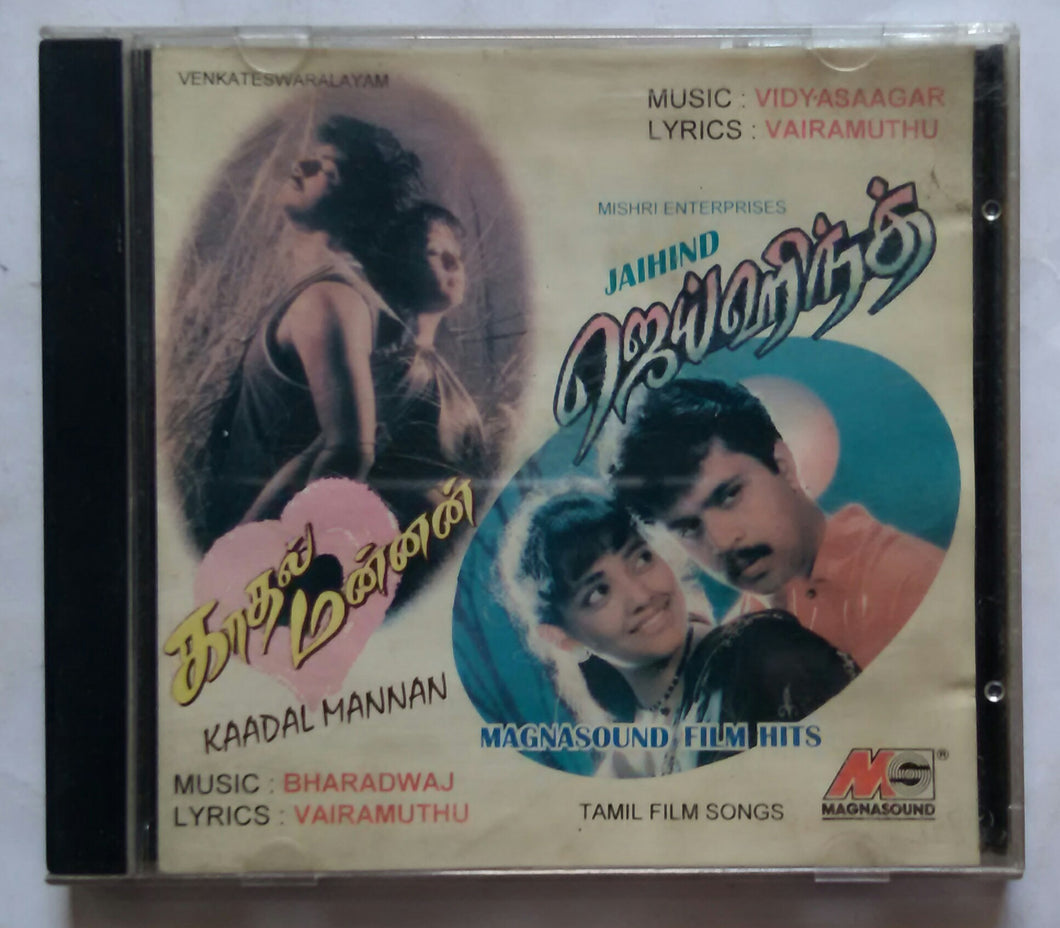 VENKATESWARALAYAM
MUSIC : VIDYASAAGAR
LYRICS : VAIRAMUTHU
MISHRI ENTERPRISES
JAIHIND
ஜெய்ஹிந்த்
காதல் மன்னன்
KAADAL MANNAN
MUSIC : BHARADWAJ
LYRICS : VAIRAMUTHU
MAGNASOUND FILM HITS
TAMIL FILM SONGS
MG ®
MAGNASOUND